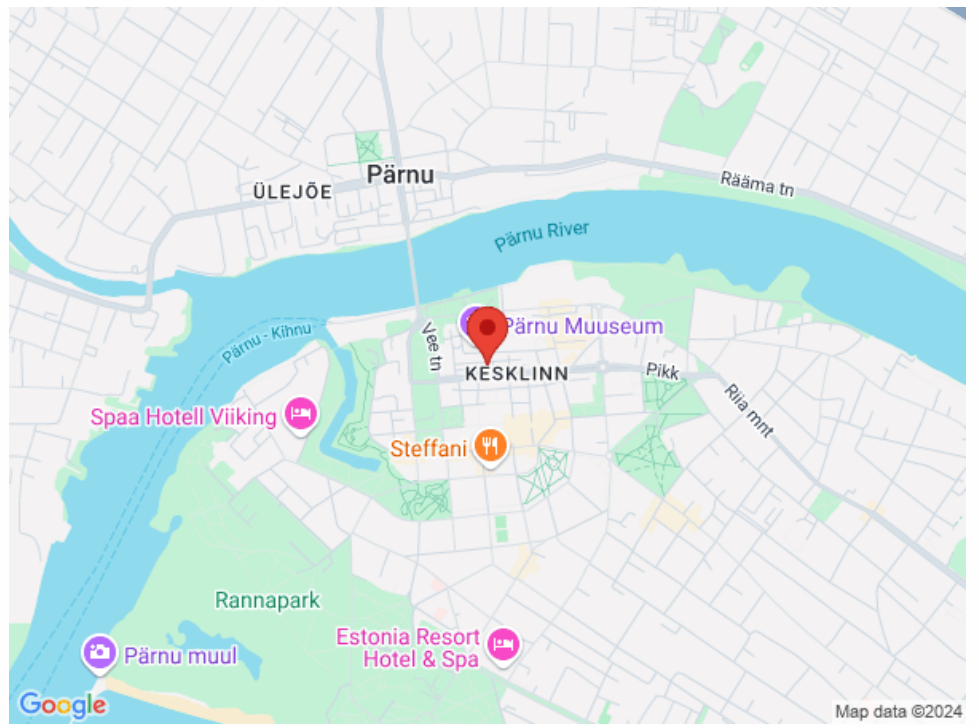 Rääma tn
Pärnu
ÜLEJÕE
Pärnu River
Pärnu - Kihnu
Vee tn
Pärnu Muuseum
KESKLINN
Pikk
Riia mnt
Spaa Hotell Viiking
Steffani
Rannapark
Estonia Resort
Hotel & Spa
Pärnu muul
Google
Map data ©2024